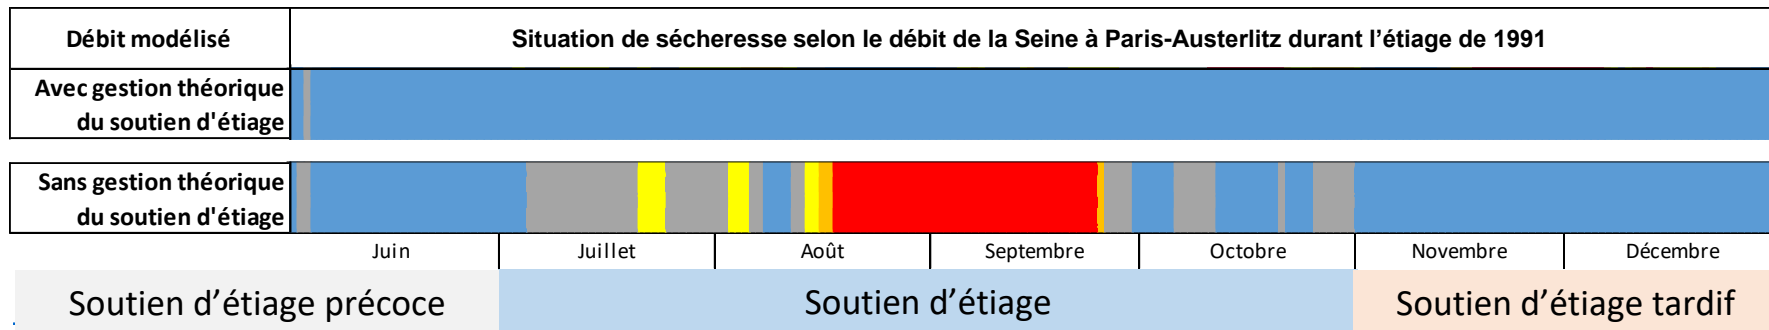 Débit modélisé
Situation de sécheresse selon le débit de la Seine à Paris-Austerlitz durant l'étiage de 1991
Avec gestion théorique
du soutien d'étiage
Sans gestion théorique
du soutien d'étiage
Juin
Juillet
Août
Septembre
Octobre
Novembre
Décembre
Soutien d'étiage précoce
Soutien d'étiage
Soutien d'étiage tardif